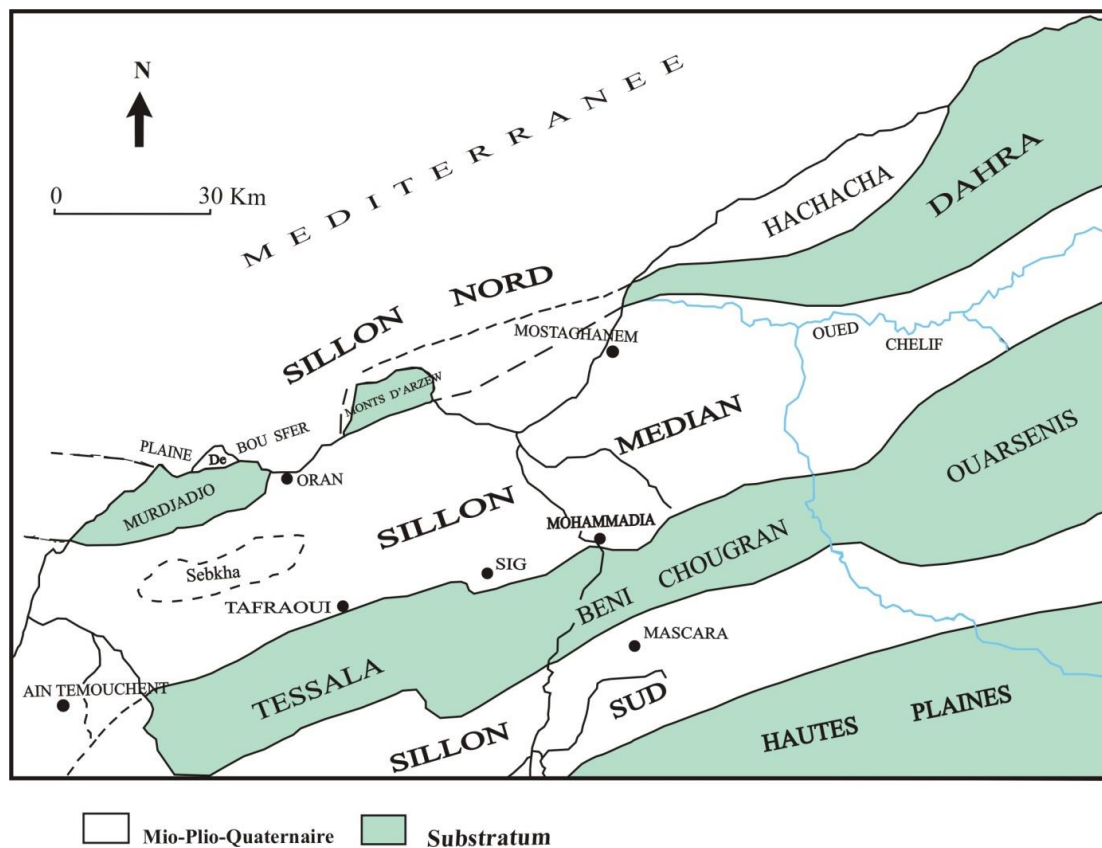 N
0 30 Km
MEDITERRANEE
HACHACHA
DAHRA
SILLON NORD
MOSTAGHANEM
OUED
CHELIF
MONTS D'ARZEW
PLAINE De BOU SFER
ORAN
MURDJADJO
SILLON MEDIAN
OUARSENIS
MOHAMMADIA
Sebkha
SIG
TAFRAOUI
BENI CHOUGRAN
MASCARA
AIN TEMOUCHENT
TESSALA
SILLON SUD
HAUTES PLAINES
Mio-Plio-Quaternaire
Substratum